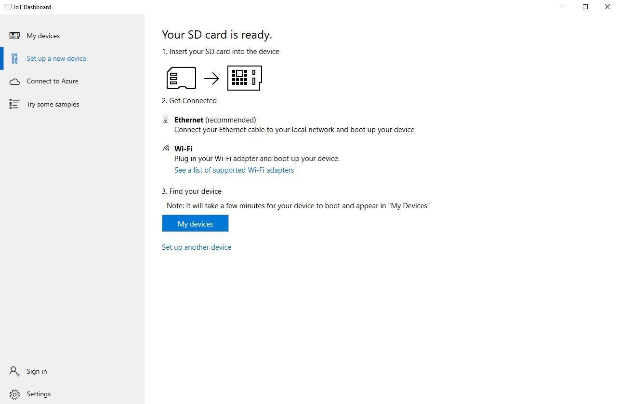 IoT Dashboard
My devices
Set up a new device
Connect to Azure
Try some samples
Sign in
Settings
Your SD card is ready.
1. Insert your SD card into the device
2. Get Connected
Ethernet (recommended)
Connect your Ethernet cable to your local network and boot up your device
Wi-Fi
Plug in your Wi-Fi adapter and boot up your device.
See a list of supported Wi-Fi adapters
3. Find your device
Note: It will take a few minutes for your device to boot and appear in "My Devices"
My devices
Set up another device